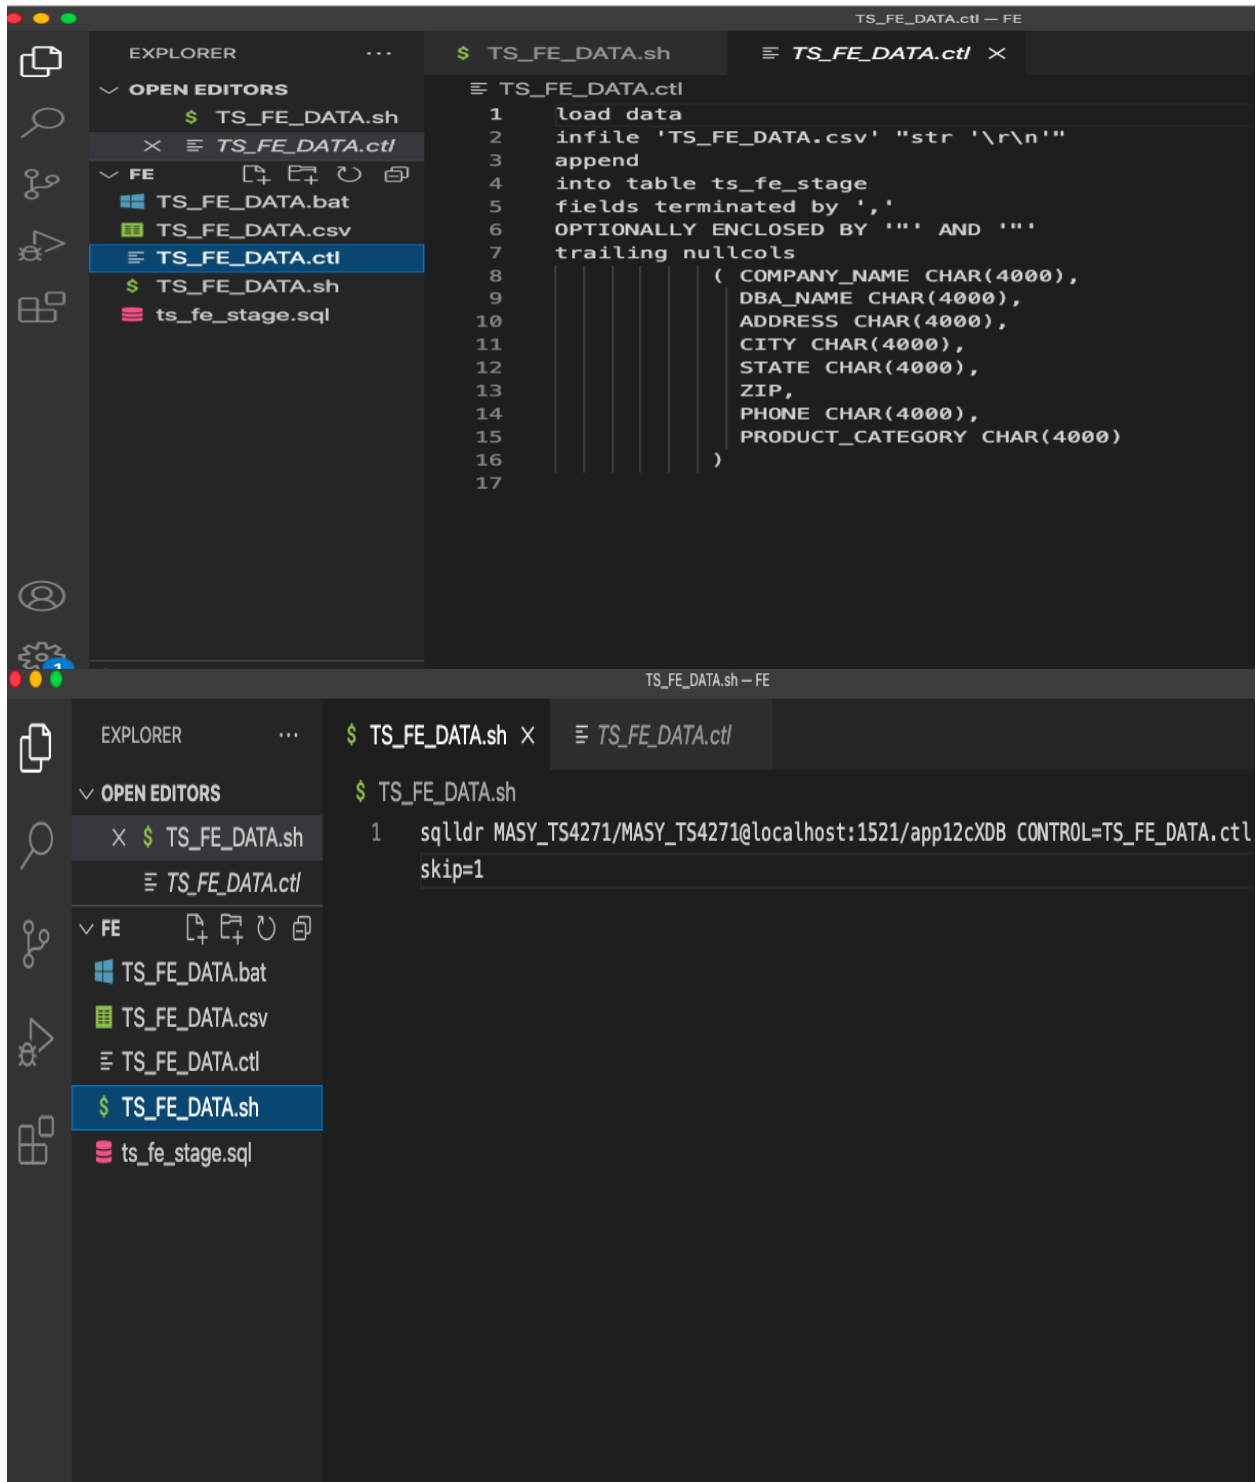 TS_FE_DATA.ctl — FE
EXPLORER ···
$ TS_FE_DATA.sh
TS_FE_DATA.ctl ×
OPEN EDITORS
$ TS_FE_DATA.sh
× TS_FE_DATA.ctl
FE
TS_FE_DATA.bat
TS_FE_DATA.csv
TS_FE_DATA.ctl
$ TS_FE_DATA.sh
ts_fe_stage.sql
1
TS_FE_DATA.ctl
1 load data
2 infile 'TS_FE_DATA.csv' "str '\r\n'"
3 append
4 into table ts_fe_stage
5 fields terminated by ','
6 OPTIONALLY ENCLOSED BY '"' AND '"'
7 trailing nullcols
8 ( COMPANY_NAME CHAR(4000),
9 DBA_NAME CHAR(4000),
10 ADDRESS CHAR(4000),
11 CITY CHAR(4000),
12 STATE CHAR(4000),
13 ZIP,
14 PHONE CHAR(4000),
15 PRODUCT_CATEGORY CHAR(4000)
16 )
17
TS_FE_DATA.sh — FE
EXPLORER ···
$ TS_FE_DATA.sh ×
TS_FE_DATA.ctl
OPEN EDITORS
× $ TS_FE_DATA.sh
TS_FE_DATA.ctl
FE
TS_FE_DATA.bat
TS_FE_DATA.csv
TS_FE_DATA.ctl
$ TS_FE_DATA.sh
ts_fe_stage.sql
$ TS_FE_DATA.sh
1 sqlldr MASY_TS4271/MASY_TS4271@localhost:1521/app12cXDB CONTROL=TS_FE_DATA.ctl
skip=1